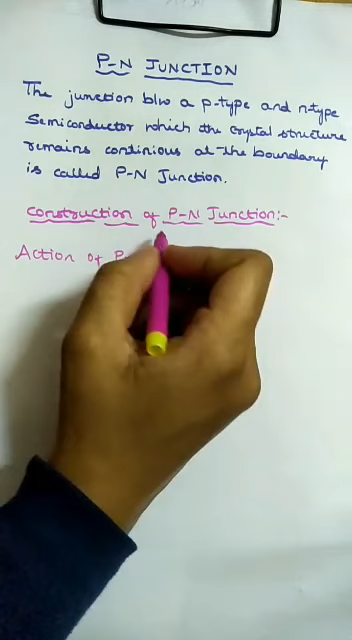 P-N JUNCTION
The junction b/w a p-type and n-type
Semiconductor which the crystal structure
remains continious at the boundary
is called P-N Junction.
Construction of P-N Junction:-
Action of P